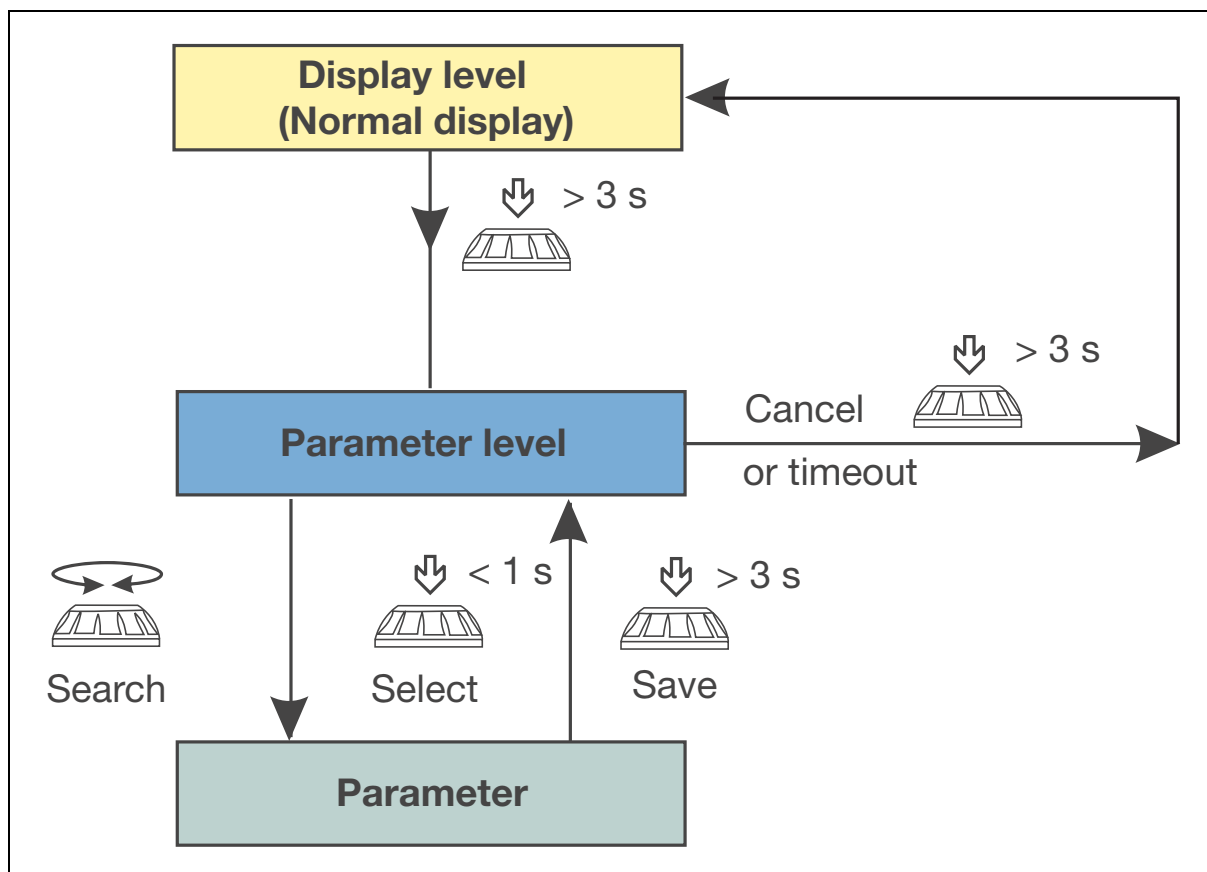 Display level
(Normal display)
> 3 s
> 3 s
Cancel
Parameter level
or timeout
< 1 s
> 3 s
Search
Select
Save
Parameter